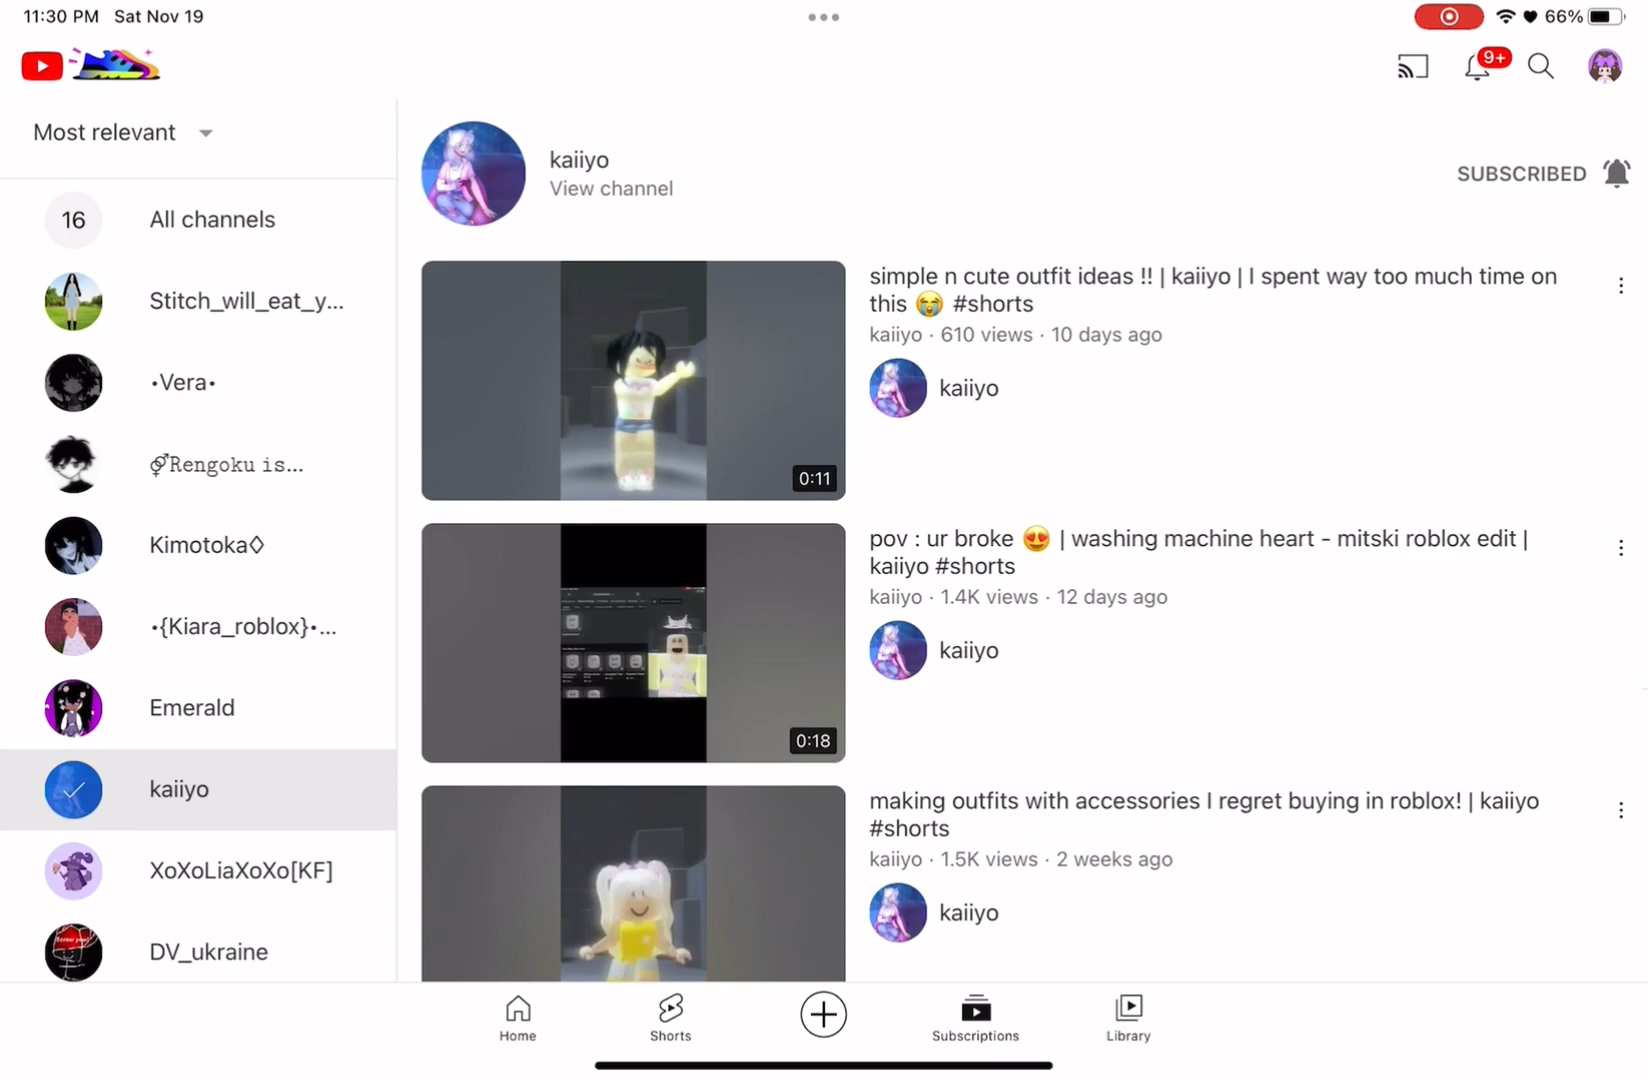 11:30 PM Sat Nov 19
66%
9+
Most relevant
kaiiyo
View channel
SUBSCRIBED
16 All channels
Stitch_will_eat_y...
•Vera•
⚤Rengoku is...
Kimotoka◊
•{Kiara_roblox}•...
Emerald
kaiiyo
XoXoLiaXoXo[KF]
DV_ukraine
0:11
simple n cute outfit ideas !! | kaiiyo | I spent way too much time on
this 😭 #shorts
kaiiyo · 610 views · 10 days ago
kaiiyo
0:18
pov : ur broke 😍 | washing machine heart - mitski roblox edit |
kaiiyo #shorts
kaiiyo · 1.4K views · 12 days ago
kaiiyo
making outfits with accessories I regret buying in roblox! | kaiiyo
#shorts
kaiiyo · 1.5K views · 2 weeks ago
kaiiyo
Home
Shorts
Subscriptions
Library